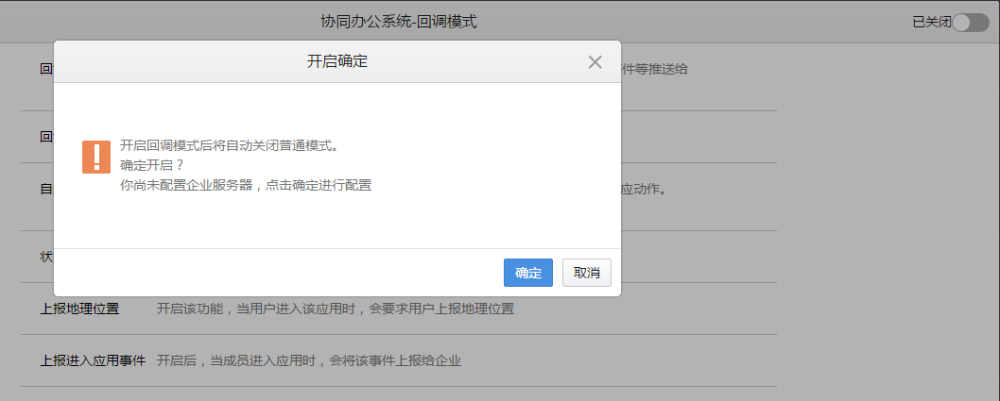 协同办公系统-回调模式
已关闭
开启确定
回
件等推送给
开启回调模式后将自动关闭普通模式。
回
确定开启？
你尚未配置企业服务器，点击确定进行配置
自
应动作。
状
确定
取消
上报地理位置 开启该功能，当用户进入该应用时，会要求用户上报地理位置
上报进入应用事件 开启后，当成员进入应用时，会将该事件上报给企业